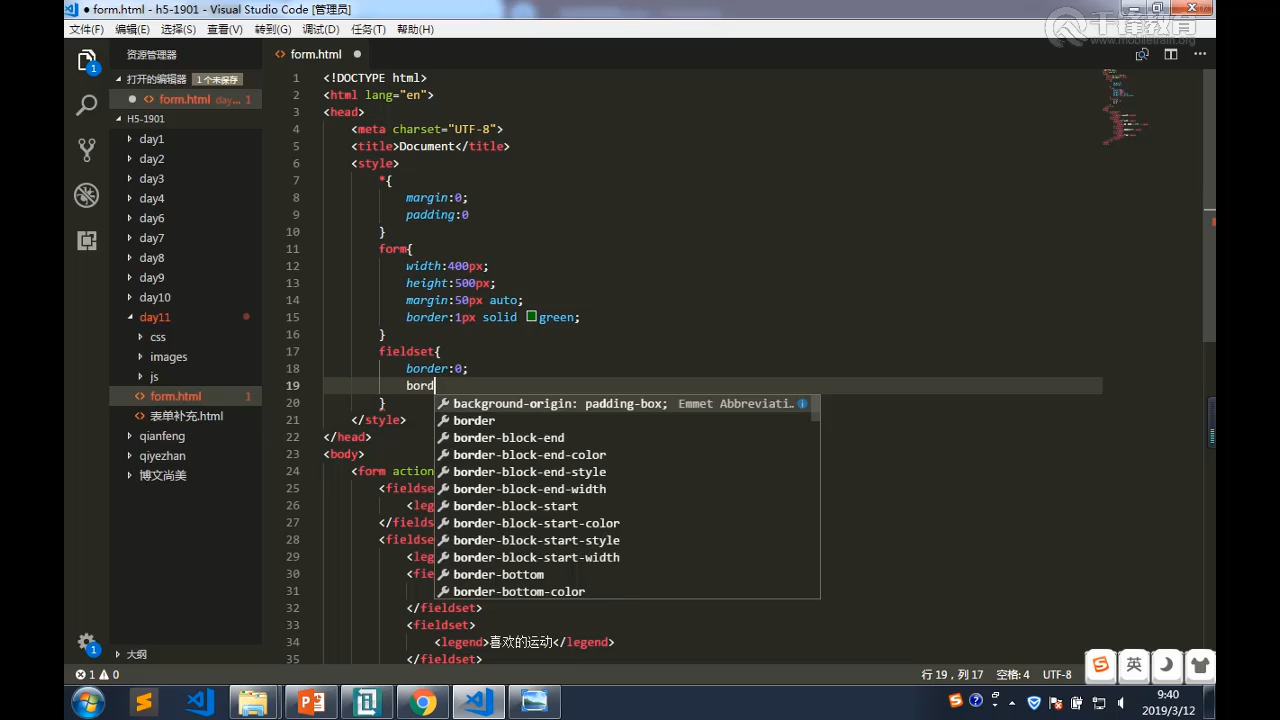 form.html - h5-1901 - Visual Studio Code [管理员]
千锋教育
www.mobiletrain.org
文件(F) 编辑(E) 选择(S) 查看(V) 转到(G) 调试(D) 任务(T) 帮助(H)
资源管理器
form.html
打开的编辑器 1 个未保存
form.html day... 1
H5-1901
day1
day2
day3
day4
day6
day7
day8
day9
day10
day11
css
images
js
form.html 1
表单补充.html
qianfeng
qiyezhan
博文尚美
大纲
1 <!DOCTYPE html>
2 <html lang="en">
3 <head>
4 <meta charset="UTF-8">
5 <title>Document</title>
6 <style>
7 *{
8 margin:0;
9 padding:0
10 }
11 form{
12 width:400px;
13 height:500px;
14 margin:50px auto;
15 border:1px solid green;
16 }
17 fieldset{
18 border:0;
19 bord
20 }
21 </style>
22 </head>
23 <body>
24 <form action
25 <fieldse
26 <leg
27 </fields
28 <fieldse
29 <leg
30 <fie
31
32 </fieldset>
33 <fieldset>
34 <legend>喜欢的运动</legend>
35 </fieldset>
background-origin: padding-box; Emmet Abbreviati...
border
border-block-end
border-block-end-color
border-block-end-style
border-block-end-width
border-block-start
border-block-start-color
border-block-start-style
border-block-start-width
border-bottom
border-bottom-color
1
1
1 0
行 19，列 17 空格: 4 UTF-8
英
9:40
2019/3/12